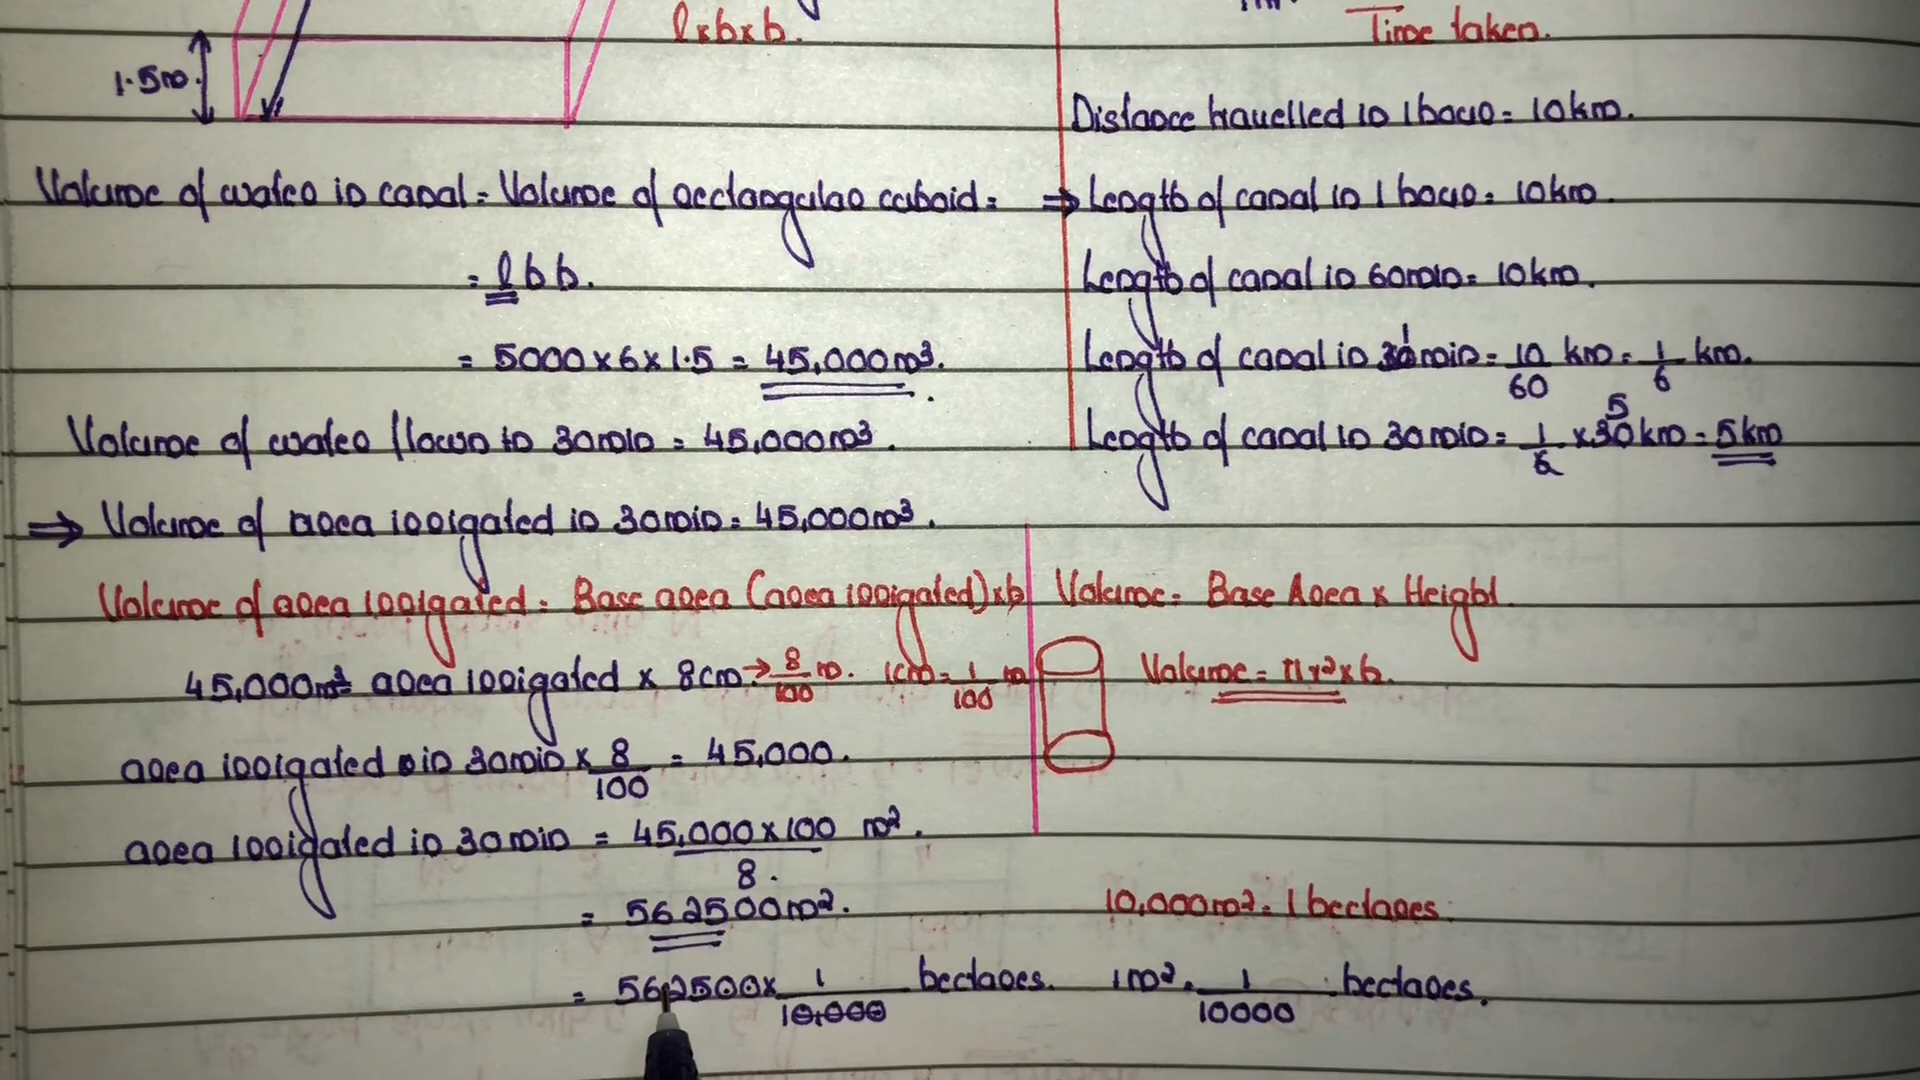 l×b×h.
Time taken.
1.5m.
Distance travelled in 1 hour = 10km.
Volume of water in canal = Volume of rectangular cuboid =
⇒ Length of canal in 1 hour = 10km.
= lbh.
Length of canal in 60min = 10km.
= 5000×6×1.5 = 45,000m³.
Length of canal in 1min = 10/60 km = 1/6 km.
Volume of water flown in 30min = 45,000m³.
Length of canal in 30min = 1/6 ×30km = 5km
5
⇒ Volume of area irrigated in 30min = 45,000m³.
Volume of area irrigated = Base area (area irrigated)×h
Volume = Base Area × Height.
45,000m³ = area irrigated × 8cm → 8/100 m. 1cm = 1/100 m
Volume = πr²×h.
area irrigated in 30min × 8/100 = 45,000.
area irrigated in 30min = 45,000×100/8 m².
= 562500m².
10,000m² = 1 hectares.
= 562500× 1/10,000 hectares.
1m² = 1/10000 hectares.